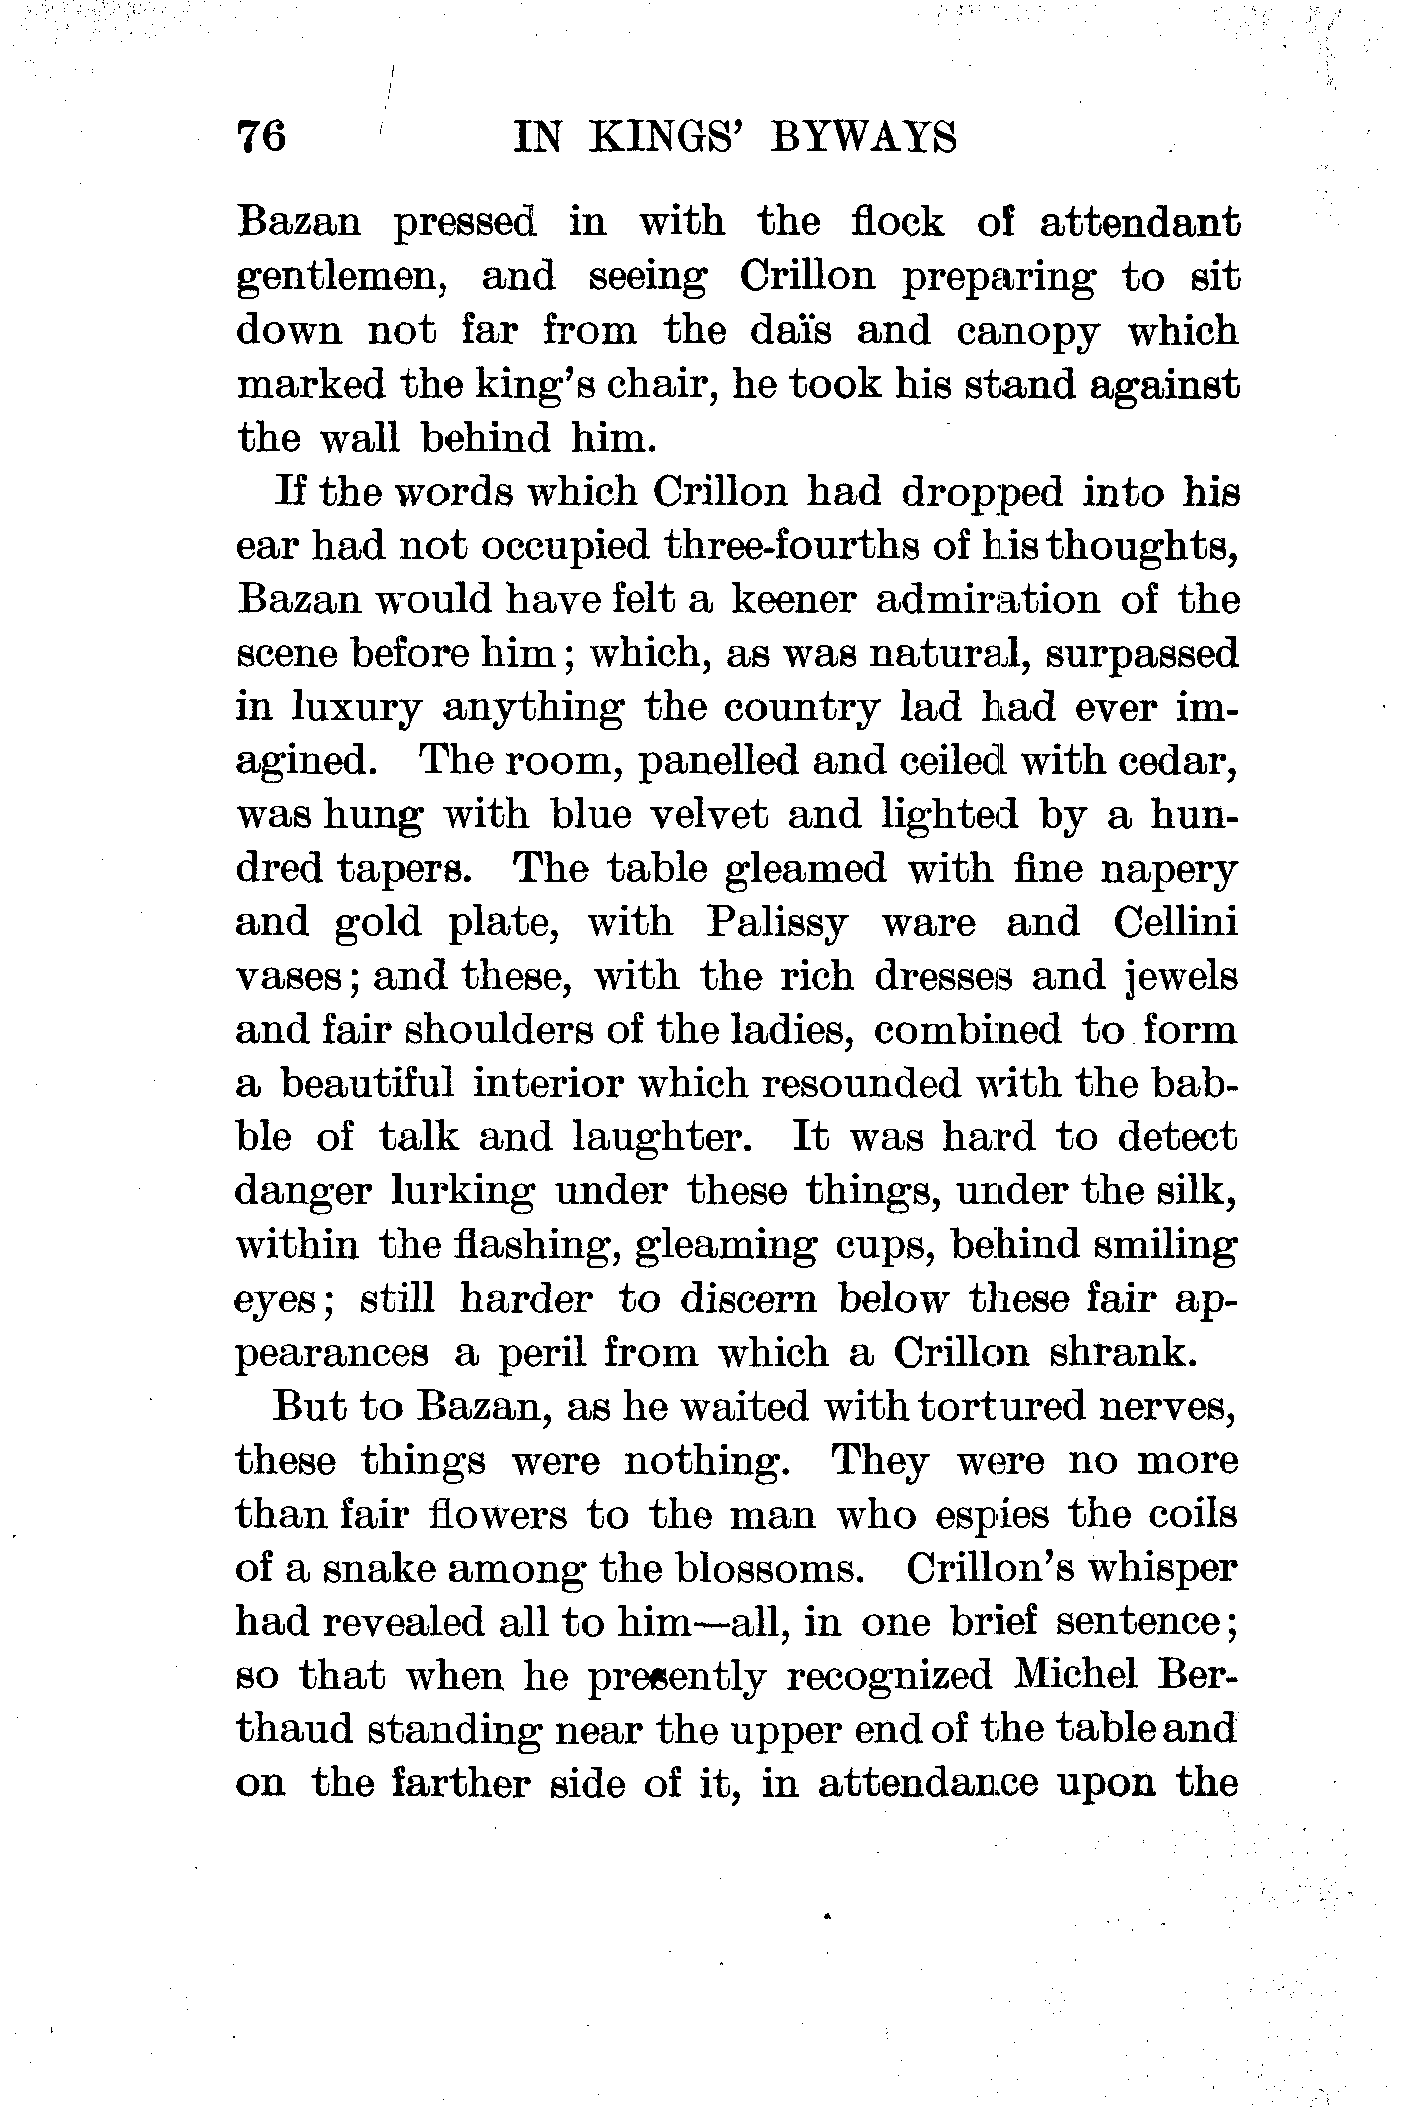 76 IN KINGS' BYWAYS
Bazan pressed in with the flock of attendant
gentlemen, and seeing Crillon preparing to sit
down not far from the daïs and canopy which
marked the king's chair, he took his stand against
the wall behind him.
If the words which Crillon had dropped into his
ear had not occupied three-fourths of his thoughts,
Bazan would have felt a keener admiration of the
scene before him; which, as was natural, surpassed
in luxury anything the country lad had ever im-
agined. The room, panelled and ceiled with cedar,
was hung with blue velvet and lighted by a hun-
dred tapers. The table gleamed with fine napery
and gold plate, with Palissy ware and Cellini
vases; and these, with the rich dresses and jewels
and fair shoulders of the ladies, combined to form
a beautiful interior which resounded with the bab-
ble of talk and laughter. It was hard to detect
danger lurking under these things, under the silk,
within the flashing, gleaming cups, behind smiling
eyes; still harder to discern below these fair ap-
pearances a peril from which a Crillon shrank.
But to Bazan, as he waited with tortured nerves,
these things were nothing. They were no more
than fair flowers to the man who espies the coils
of a snake among the blossoms. Crillon's whisper
had revealed all to him—all, in one brief sentence;
so that when he presently recognized Michel Ber-
thaud standing near the upper end of the table and
on the farther side of it, in attendance upon the